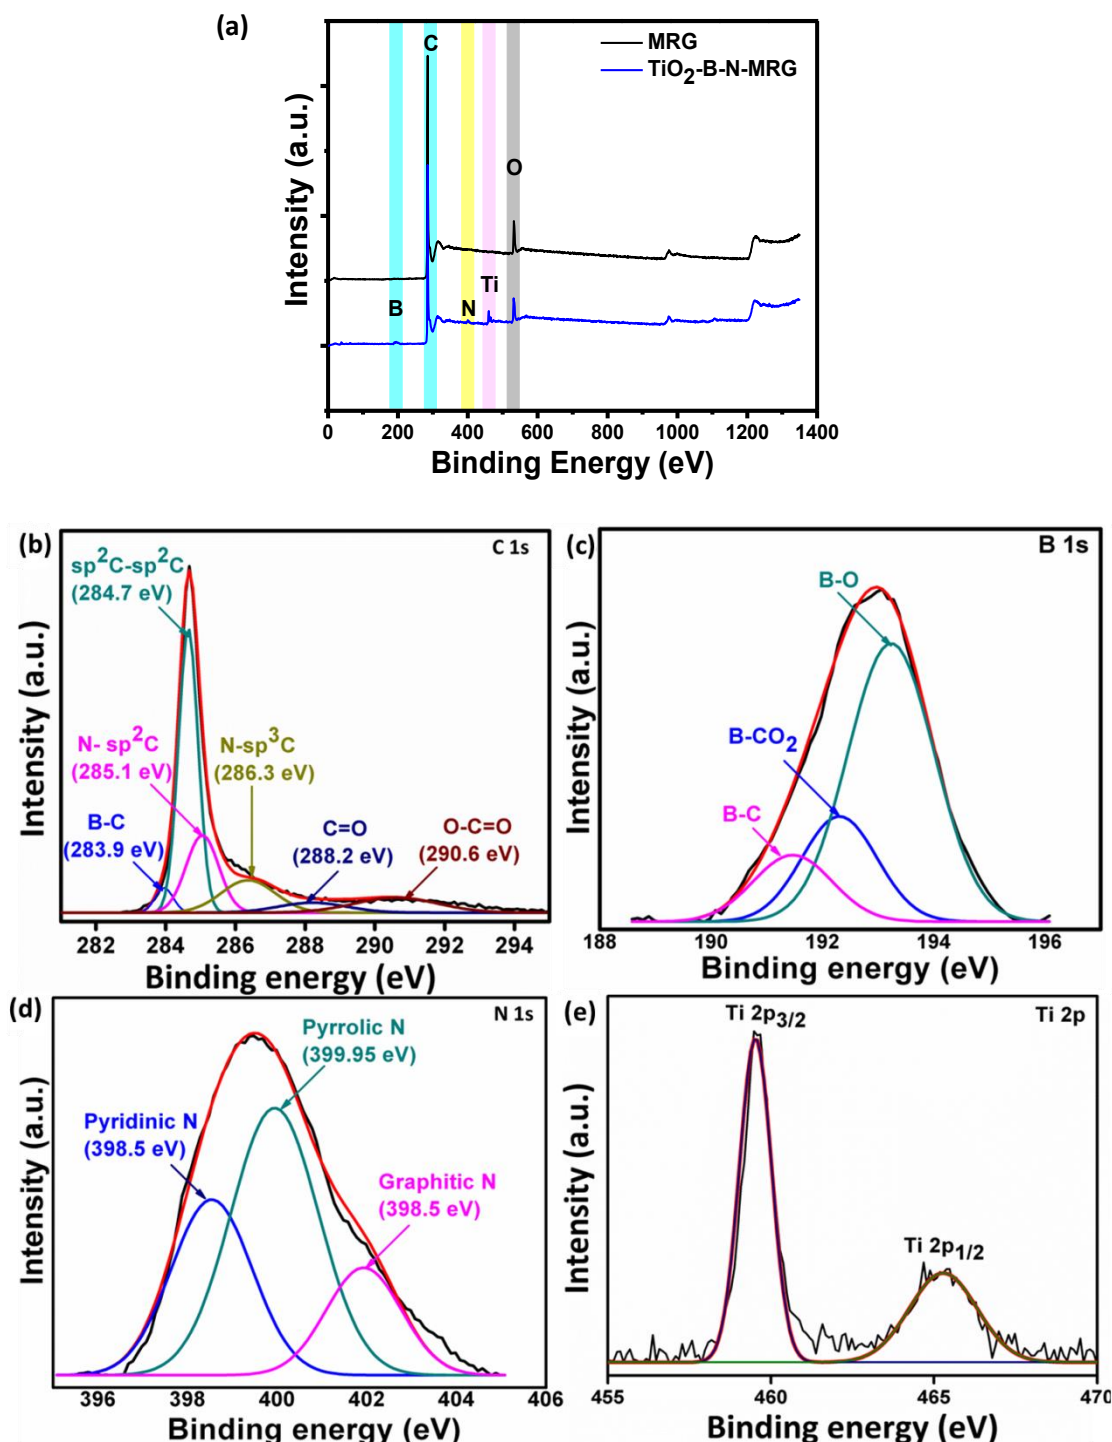 (a)
C
MRG
TiO2-B-N-MRG
O
Ti
B
N
Intensity (a.u.)
0 200 400 600 800 1000 1200 1400
Binding Energy (eV)
(b)
C 1s
sp2C-sp2C
(284.7 eV)
N- sp2C
(285.1 eV)
N-sp3C
(286.3 eV)
B-C
(283.9 eV)
C=O
(288.2 eV)
O-C=O
(290.6 eV)
Intensity (a.u.)
282 284 286 288 290 292 294
Binding energy (eV)
(c)
B 1s
B-O
B-CO2
B-C
Intensity (a.u.)
188 190 192 194 196
Binding energy (eV)
(d)
N 1s
Pyrrolic N
(399.95 eV)
Pyridinic N
(398.5 eV)
Graphitic N
(398.5 eV)
Intensity (a.u.)
396 398 400 402 404 406
Binding energy (eV)
(e)
Ti 2p3/2
Ti 2p
Ti 2p1/2
Intensity (a.u.)
455 460 465 470
Binding energy (eV)